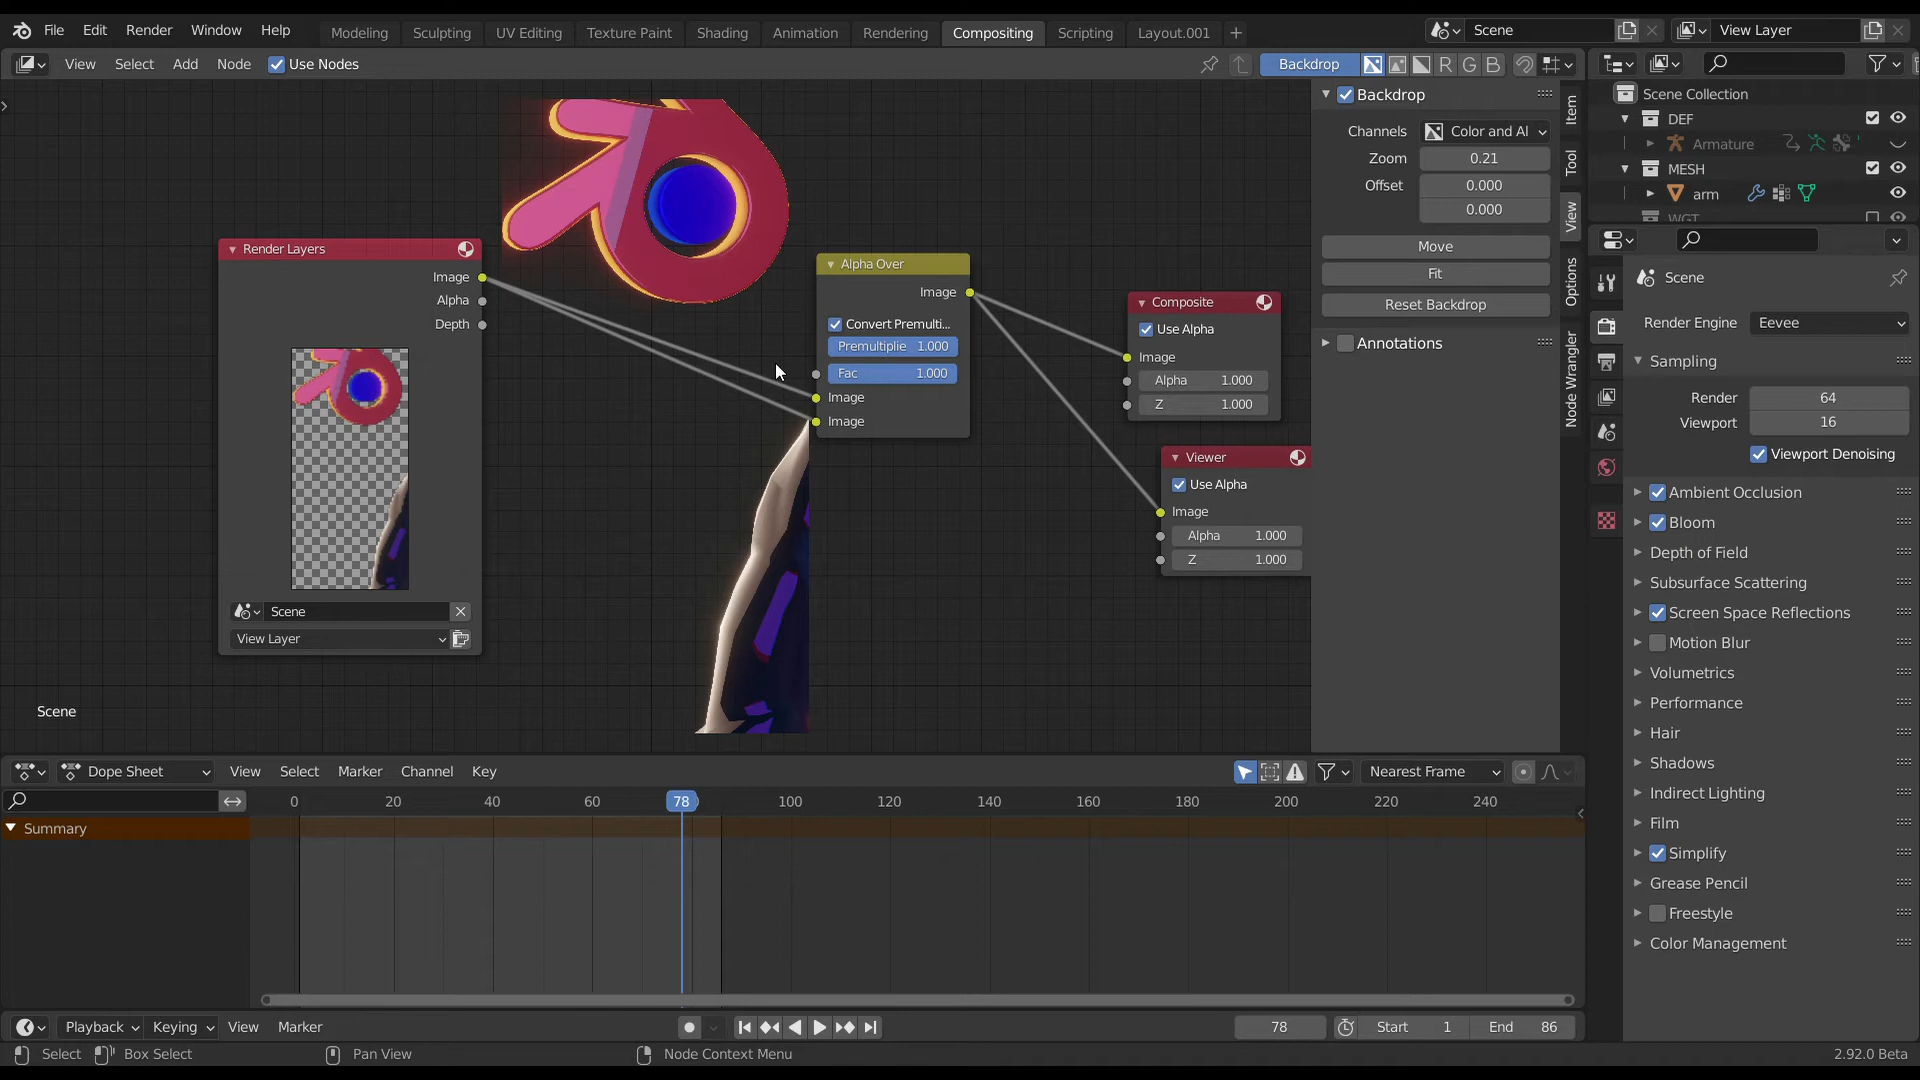 File Edit Render Window Help Modeling Sculpting UV Editing Texture Paint Shading Animation Rendering Compositing Scripting Layout.001 + Scene View Layer
View Select Add Node Use Nodes Backdrop R G B
Scene Collection
DEF
Armature
MESH
arm
WGT
Backdrop
Channels Color and Al
Zoom 0.21
Offset 0.000
0.000
Move
Fit
Reset Backdrop
Annotations
Item
Tool
View
Options
Node Wrangler
Render Layers
Image
Alpha
Depth
Scene
View Layer
Alpha Over
Image
Convert Premulti...
Premultiplie 1.000
Fac 1.000
Image
Image
Composite
Use Alpha
Image
Alpha 1.000
Z 1.000
Viewer
Use Alpha
Image
Alpha 1.000
Z 1.000
Scene
Scene
Render Engine Eevee
Sampling
Render 64
Viewport 16
Viewport Denoising
Ambient Occlusion
Bloom
Depth of Field
Subsurface Scattering
Screen Space Reflections
Motion Blur
Volumetrics
Performance
Hair
Shadows
Indirect Lighting
Film
Simplify
Grease Pencil
Freestyle
Color Management
Dope Sheet View Select Marker Channel Key Nearest Frame
0 20 40 60 78 100 120 140 160 180 200 220 240
Summary
Playback Keying View Marker 78 Start 1 End 86
Select Box Select Pan View Node Context Menu 2.92.0 Beta